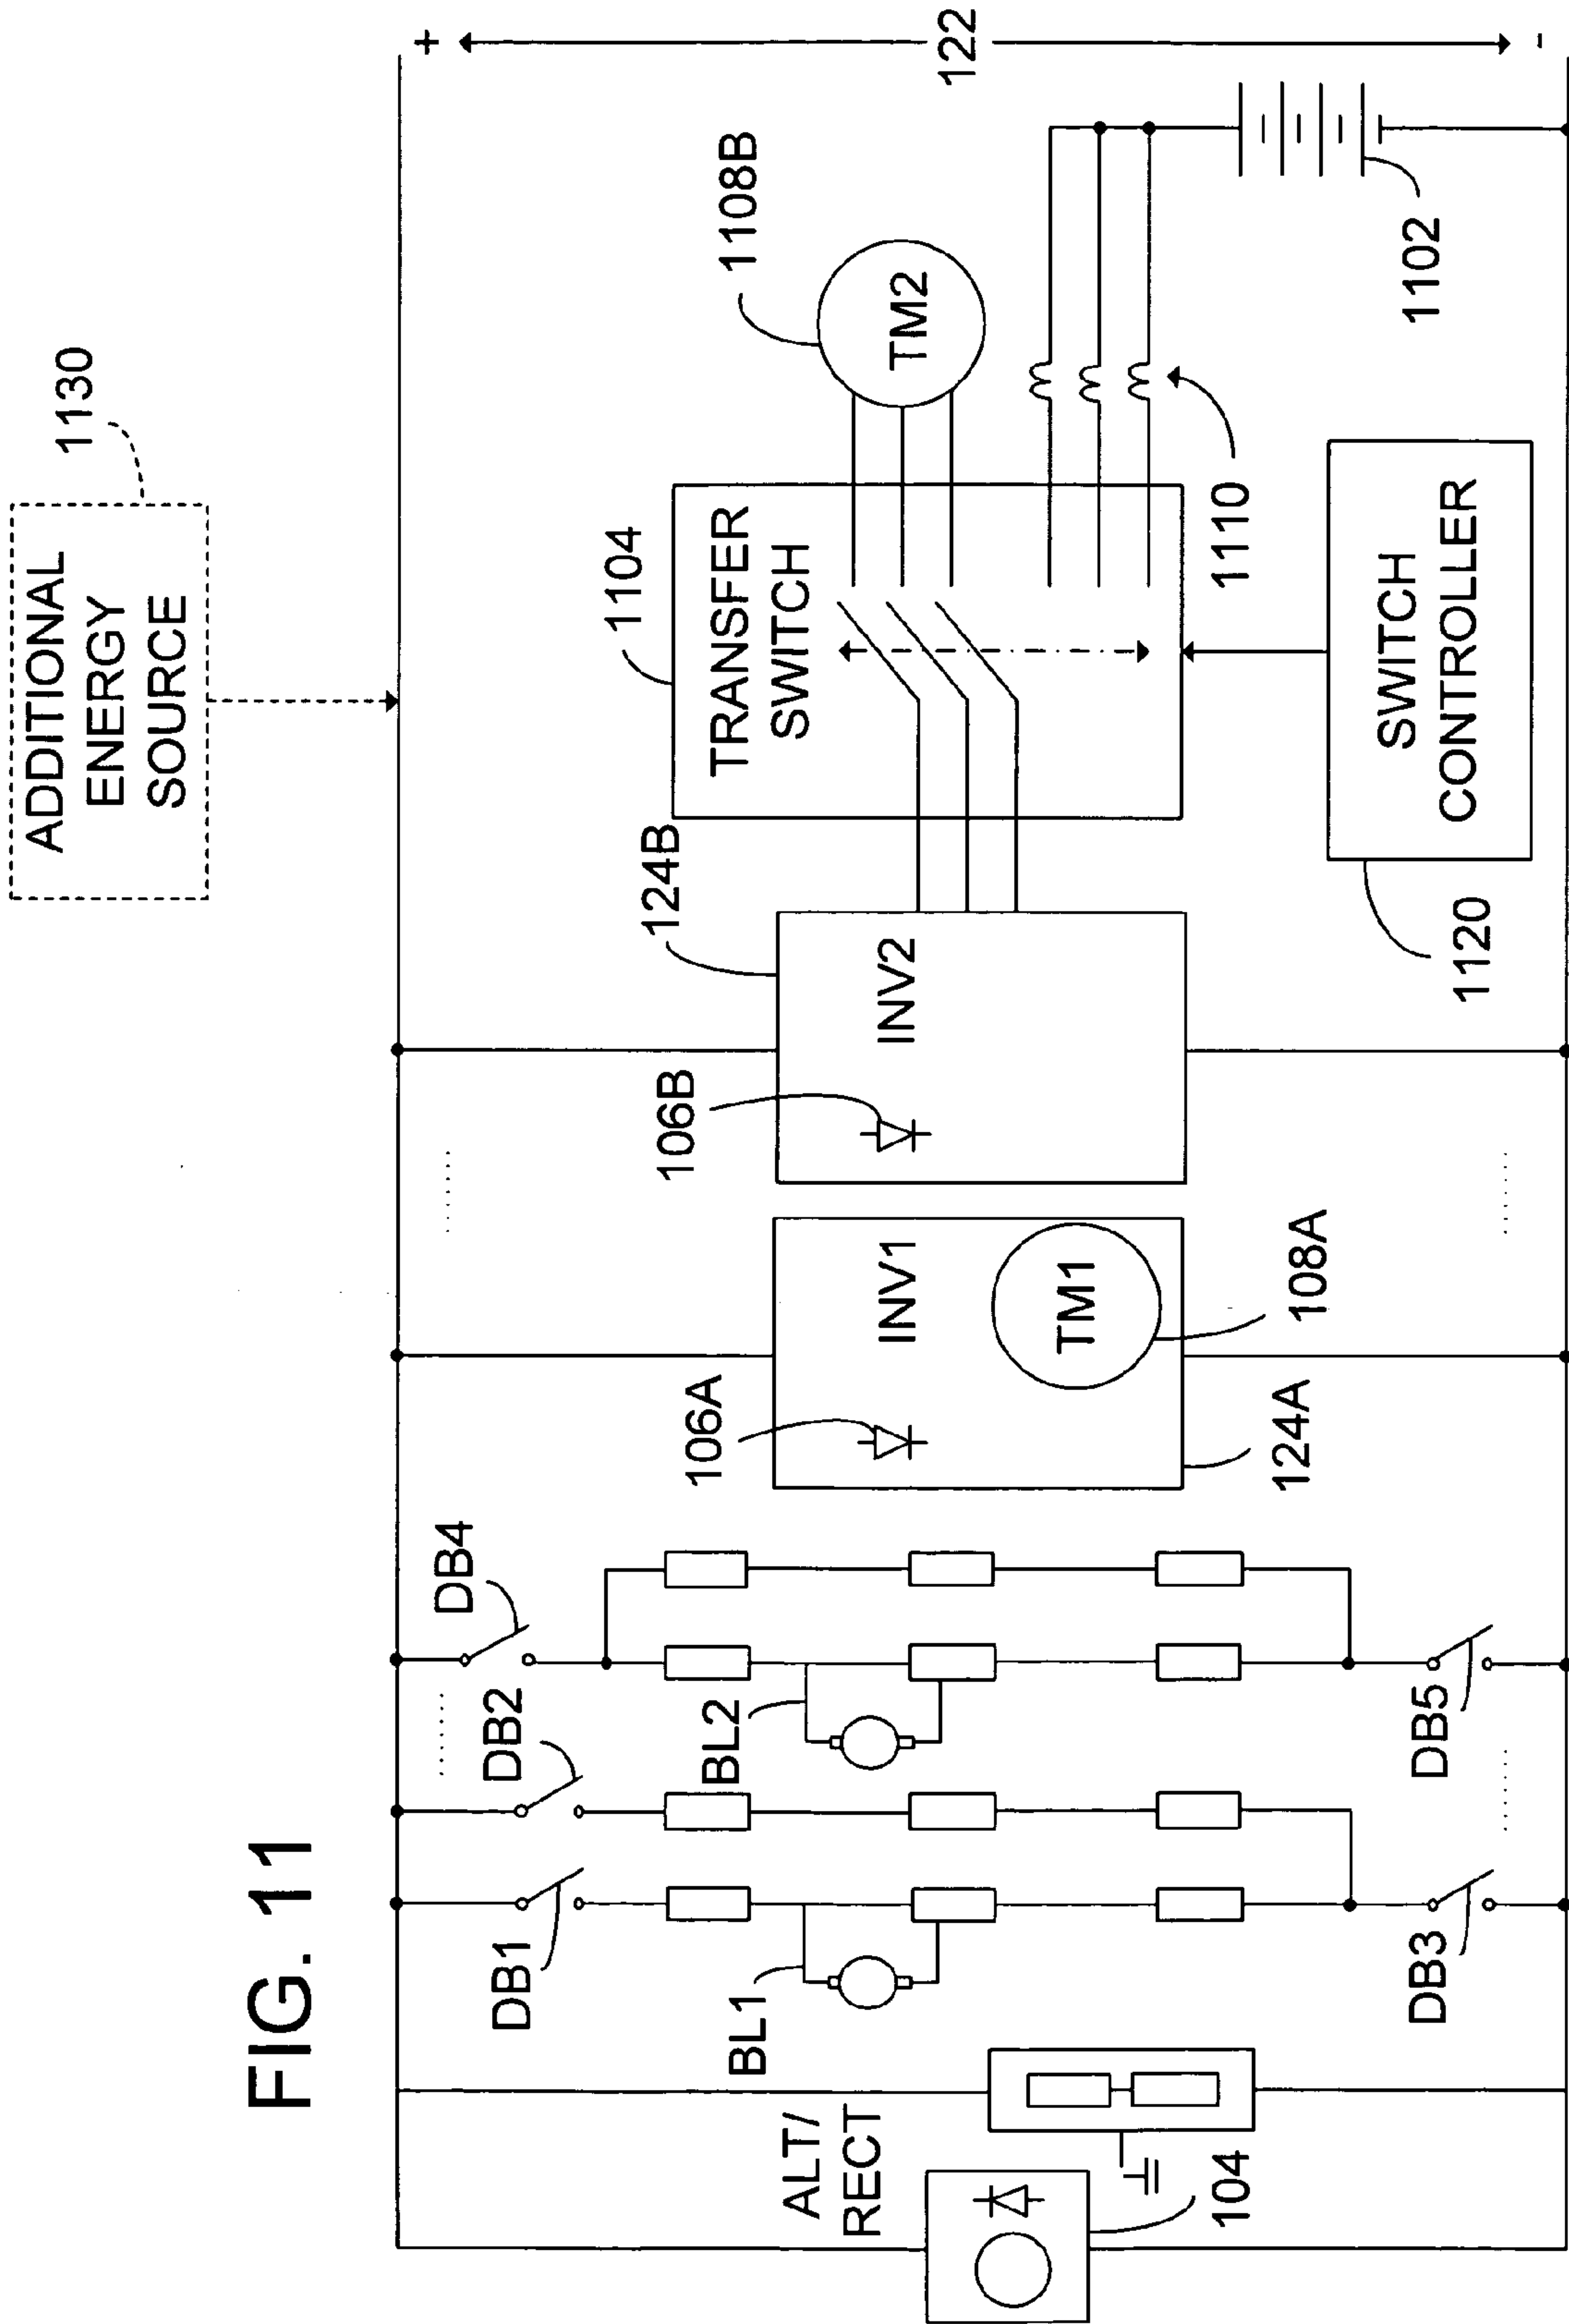 FIG. 11
ADDITIONAL
ENERGY
SOURCE
1130
+
122
-
DB4
DB2
DB1
BL2
BL1
DB5
DB3
ALT/
RECT
104
106A
INV1
TM1
108A
124A
106B
INV2
124B
1104
TRANSFER
SWITCH
TM2
1108B
1110
1102
SWITCH
CONTROLLER
1120